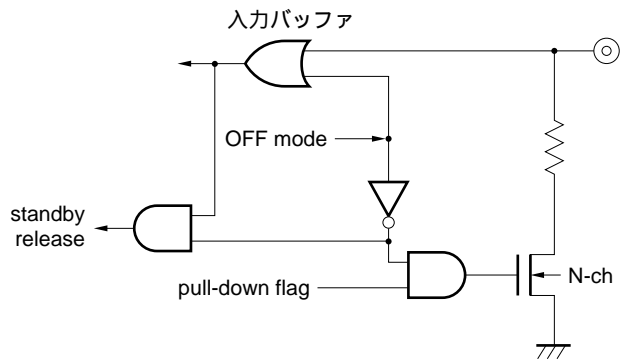 入力バッファ
OFF mode
standby
release
pull-down flag
N-ch